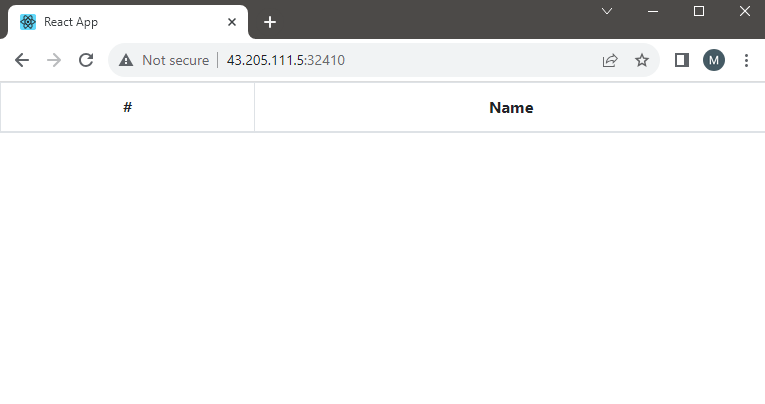 React App
Not secure 43.205.111.5:32410
M
# Name